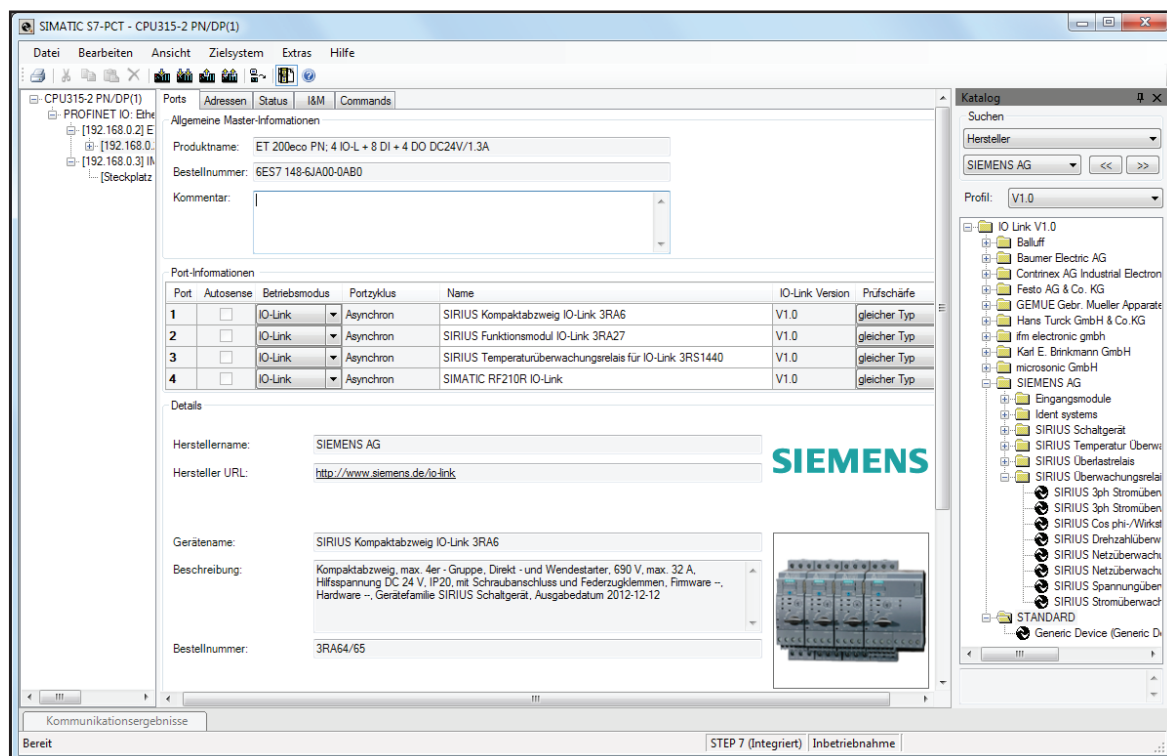 SIMATIC S7-PCT - CPU315-2 PN/DP(1)
Datei Bearbeiten Ansicht Zielsystem Extras Hilfe
CPU315-2 PN/DP(1)
PROFINET IO: Ethe
[192.168.0.2] E
[192.168.0.
[192.168.0.3] IM
[Steckplatz
Ports Adressen Status I&M Commands
Allgemeine Master-Informationen
Produktname: ET 200eco PN; 4 IO-L + 8 DI + 4 DO DC24V/1.3A
Bestellnummer: 6ES7 148-6JA00-0AB0
Kommentar:
Port-Informationen
Port Autosense Betriebsmodus Portzyklus Name IO-Link Version Prüfschärfe
1 IO-Link Asynchron SIRIUS Kompaktabzweig IO-Link 3RA6 V1.0 gleicher Typ
2 IO-Link Asynchron SIRIUS Funktionsmodul IO-Link 3RA27 V1.0 gleicher Typ
3 IO-Link Asynchron SIRIUS Temperaturüberwachungsrelais für IO-Link 3RS1440 V1.0 gleicher Typ
4 IO-Link Asynchron SIMATIC RF210R IO-Link V1.0 gleicher Typ
Details
Herstellername: SIEMENS AG
Hersteller URL: http://www.siemens.de/io-link
SIEMENS
Gerätename: SIRIUS Kompaktabzweig IO-Link 3RA6
Beschreibung: Kompaktabzweig, max. 4er - Gruppe, Direkt - und Wendestarter, 690 V, max. 32 A,
Hilfsspannung DC 24 V, IP20, mit Schraubanschluss und Federzugklemmen, Firmware --,
Hardware --, Gerätefamilie SIRIUS Schaltgerät, Ausgabedatum 2012-12-12
Bestellnummer: 3RA64/65
Katalog
Suchen
Hersteller
SIEMENS AG << >>
Profil: V1.0
IO Link V1.0
Balluff
Baumer Electric AG
Contrinex AG Industrial Electron
Festo AG & Co. KG
GEMUE Gebr. Mueller Apparate
Hans Turck GmbH & Co.KG
ifm electronic gmbh
Karl E. Brinkmann GmbH
microsonic GmbH
SIEMENS AG
Eingangsmodule
Ident systems
SIRIUS Schaltgerät
SIRIUS Temperatur Überwa
SIRIUS Überlastrelais
SIRIUS Überwachungsrelai
SIRIUS 3ph Stromüben
SIRIUS 3ph Stromüben
SIRIUS Cos phi-/Wirkst
SIRIUS Drehzahlüberw
SIRIUS Netzüberwachu
SIRIUS Netzüberwachu
SIRIUS Spannungüber
SIRIUS Stromüberwach
STANDARD
Generic Device (Generic De
Kommunikationsergebnisse
Bereit STEP 7 (Integriert) Inbetriebnahme